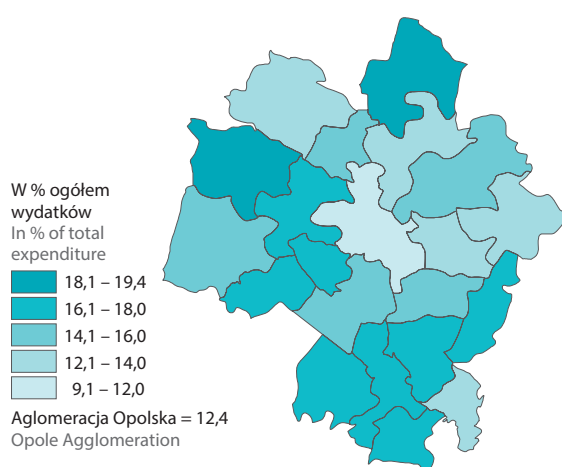 W % ogółem
wydatków
In % of total
expenditure
18,1 – 19,4
16,1 – 18,0
14,1 – 16,0
12,1 – 14,0
9,1 – 12,0
Aglomeracja Opolska = 12,4
Opole Agglomeration